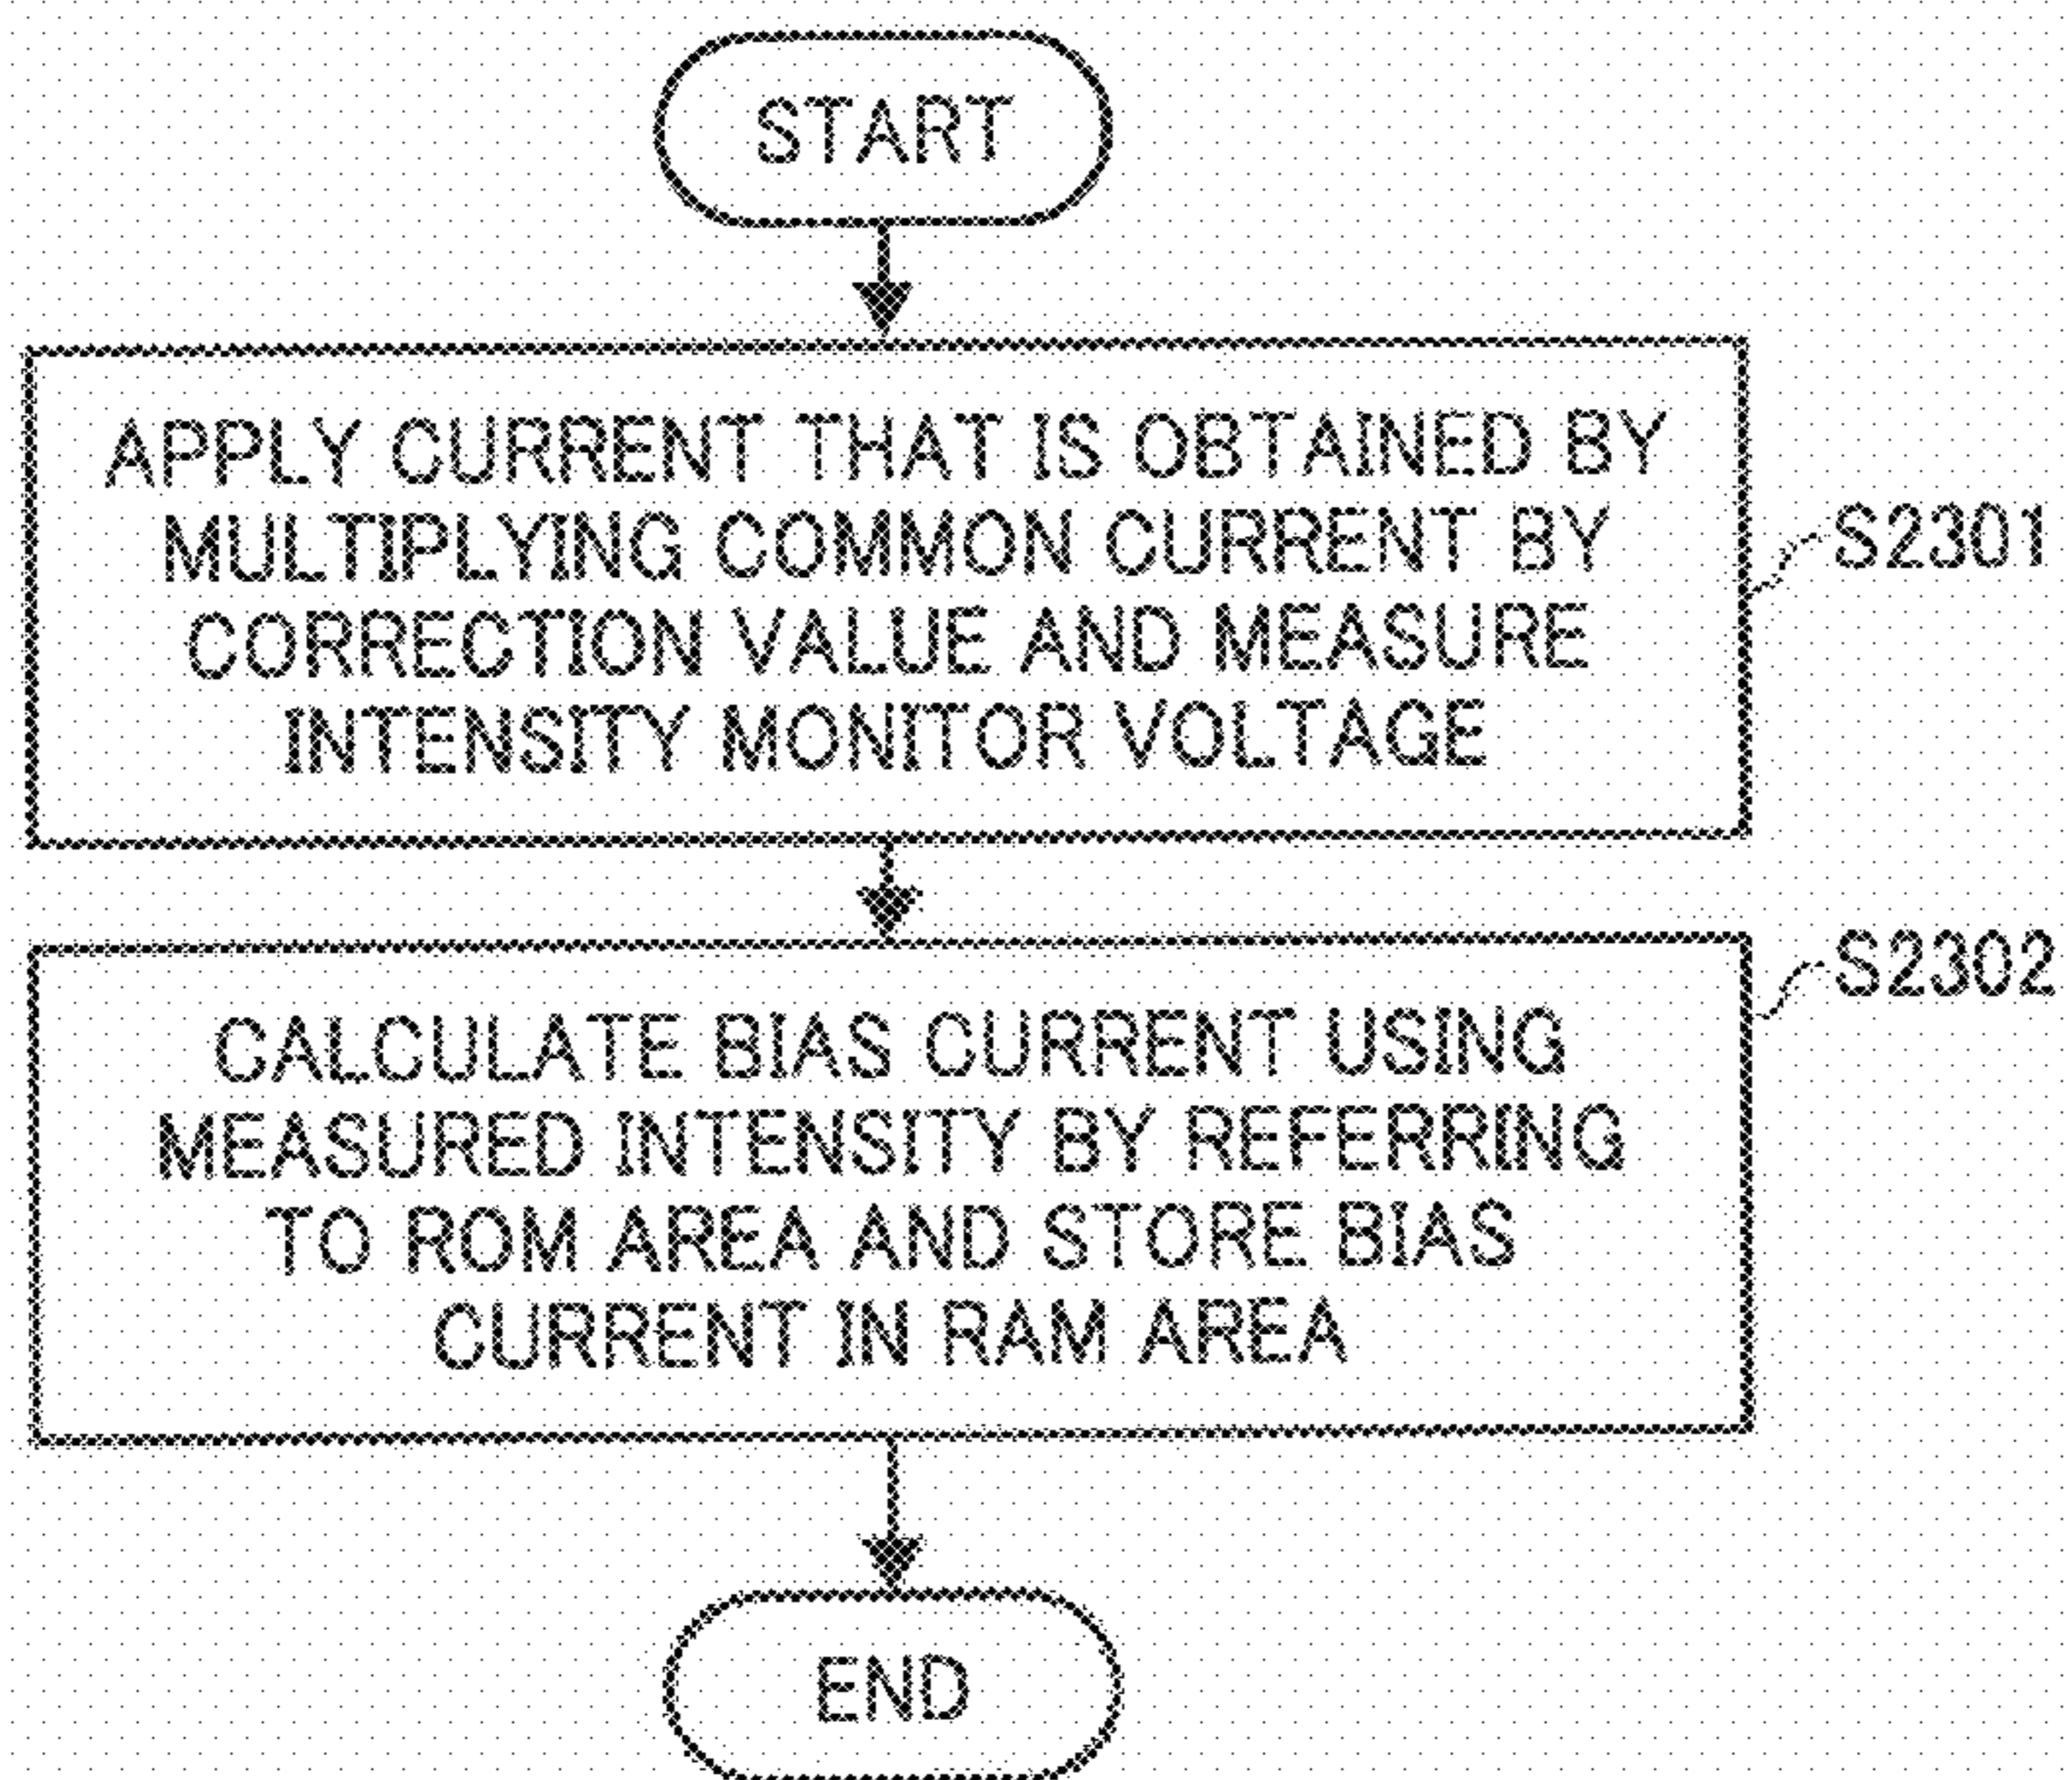 START
APPLY CURRENT THAT IS OBTAINED BY
MULTIPLYING COMMON CURRENT BY
CORRECTION VALUE AND MEASURE
INTENSITY MONITOR VOLTAGE
S2301
CALCULATE BIAS CURRENT USING
MEASURED INTENSITY BY REFERRING
TO ROM AREA AND STORE BIAS
CURRENT IN RAM AREA
S2302
END